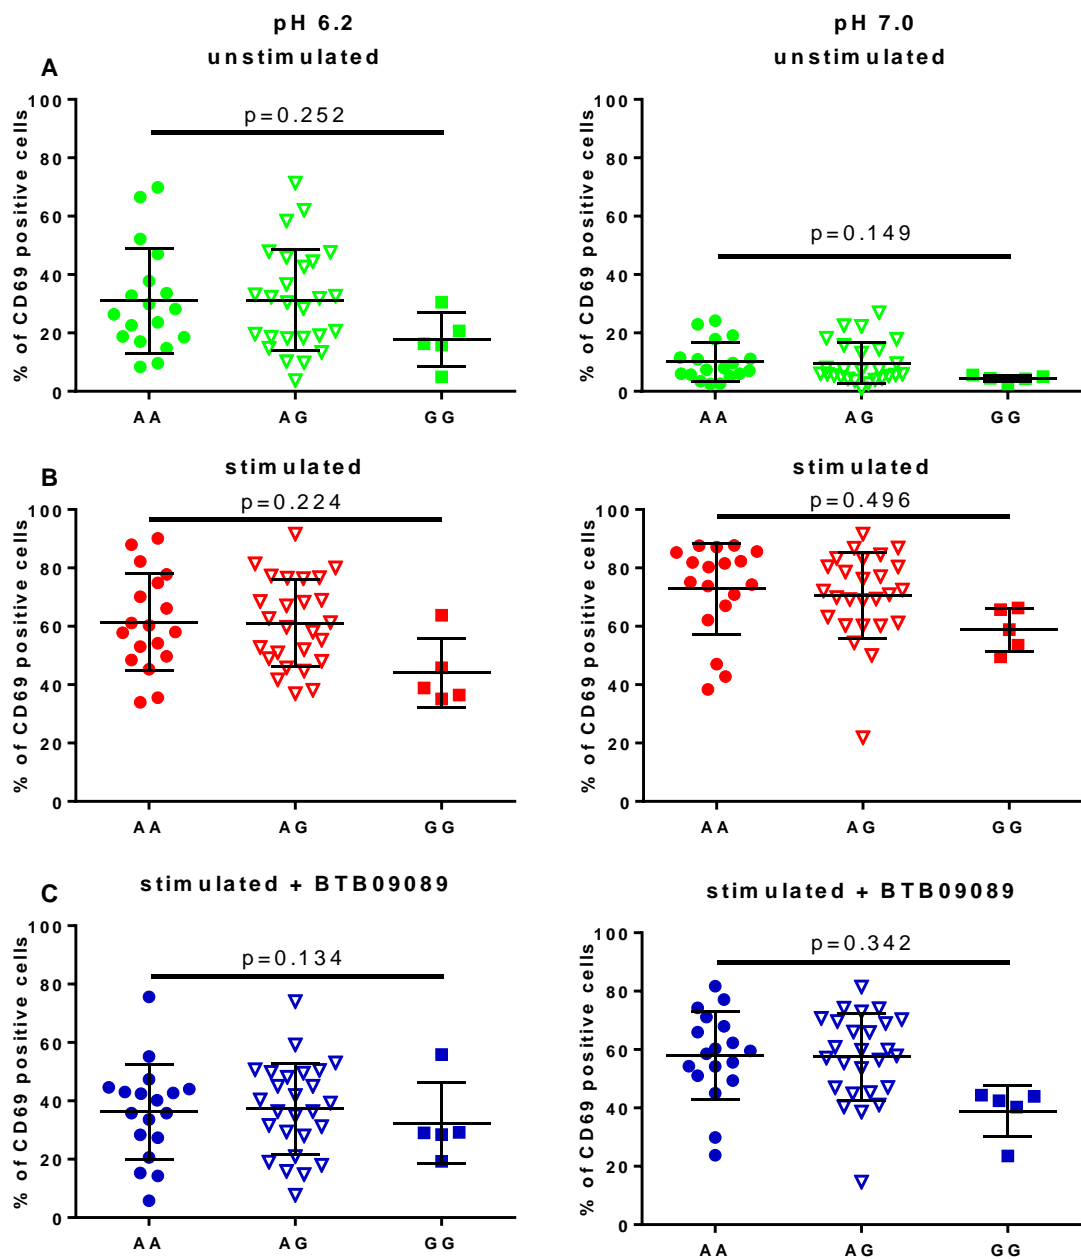 pH 6.2
unstimulated
pH 7.0
unstimulated
A
% of CD69 positive cells
100
80
60
40
20
0
p=0.252
AA
AG
GG
% of CD69 positive cells
100
80
60
40
20
0
p=0.149
AA
AG
GG
B
stimulated
% of CD69 positive cells
100
80
60
40
20
0
p=0.224
AA
AG
GG
stimulated
% of CD69 positive cells
100
80
60
40
20
0
p=0.496
AA
AG
GG
C
stimulated + BTB09089
% of CD69 positive cells
100
80
60
40
20
0
p=0.134
AA
AG
GG
stimulated + BTB09089
% of CD69 positive cells
100
80
60
40
20
0
p=0.342
AA
AG
GG